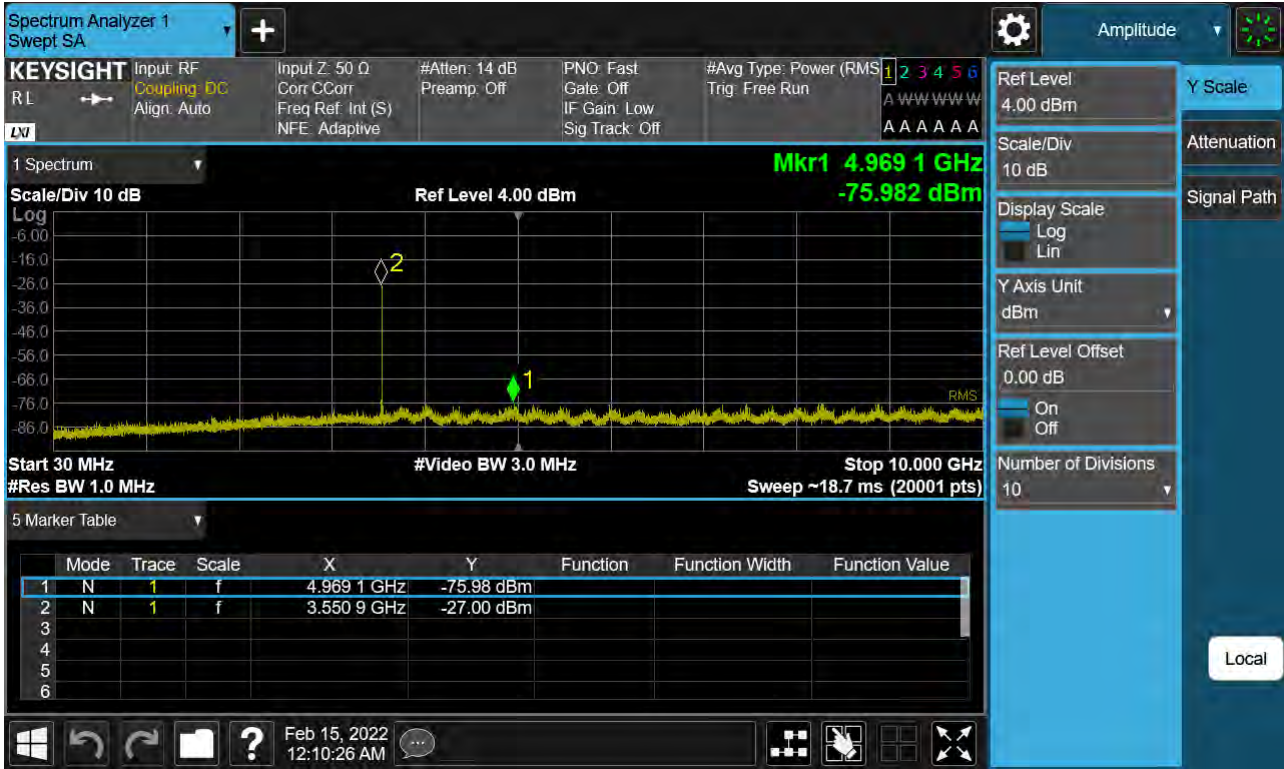 Spectrum Analyzer 1
Swept SA
Amplitude
KEYSIGHT
R L
LXI
Input: RF
Coupling: DC
Align: Auto
Input Z: 50 Ω
Corr CCorr
Freq Ref: Int (S)
NFE: Adaptive
#Atten: 14 dB
Preamp: Off
PNO: Fast
Gate: Off
IF Gain: Low
Sig Track: Off
#Avg Type: Power (RMS
Trig: Free Run
1 2 3 4 5 6
A W W W W W
A A A A A A
1 Spectrum
Scale/Div 10 dB
Ref Level 4.00 dBm
Mkr1 4.969 1 GHz
-75.982 dBm
Log
-6.00
-16.0
-26.0
-36.0
-46.0
-56.0
-66.0
-76.0
-86.0
2
1
RMS
Start 30 MHz
#Video BW 3.0 MHz
Stop 10.000 GHz
#Res BW 1.0 MHz
Sweep ~18.7 ms (20001 pts)
5 Marker Table
Mode Trace Scale X Y Function Function Width Function Value
1 N 1 f 4.969 1 GHz -75.98 dBm
2 N 1 f 3.550 9 GHz -27.00 dBm
3
4
5
6
Ref Level
4.00 dBm
Scale/Div
10 dB
Display Scale
Log
Lin
Y Axis Unit
dBm
Ref Level Offset
0.00 dB
On
Off
Number of Divisions
10
Y Scale
Attenuation
Signal Path
Local
?
Feb 15, 2022
12:10:26 AM